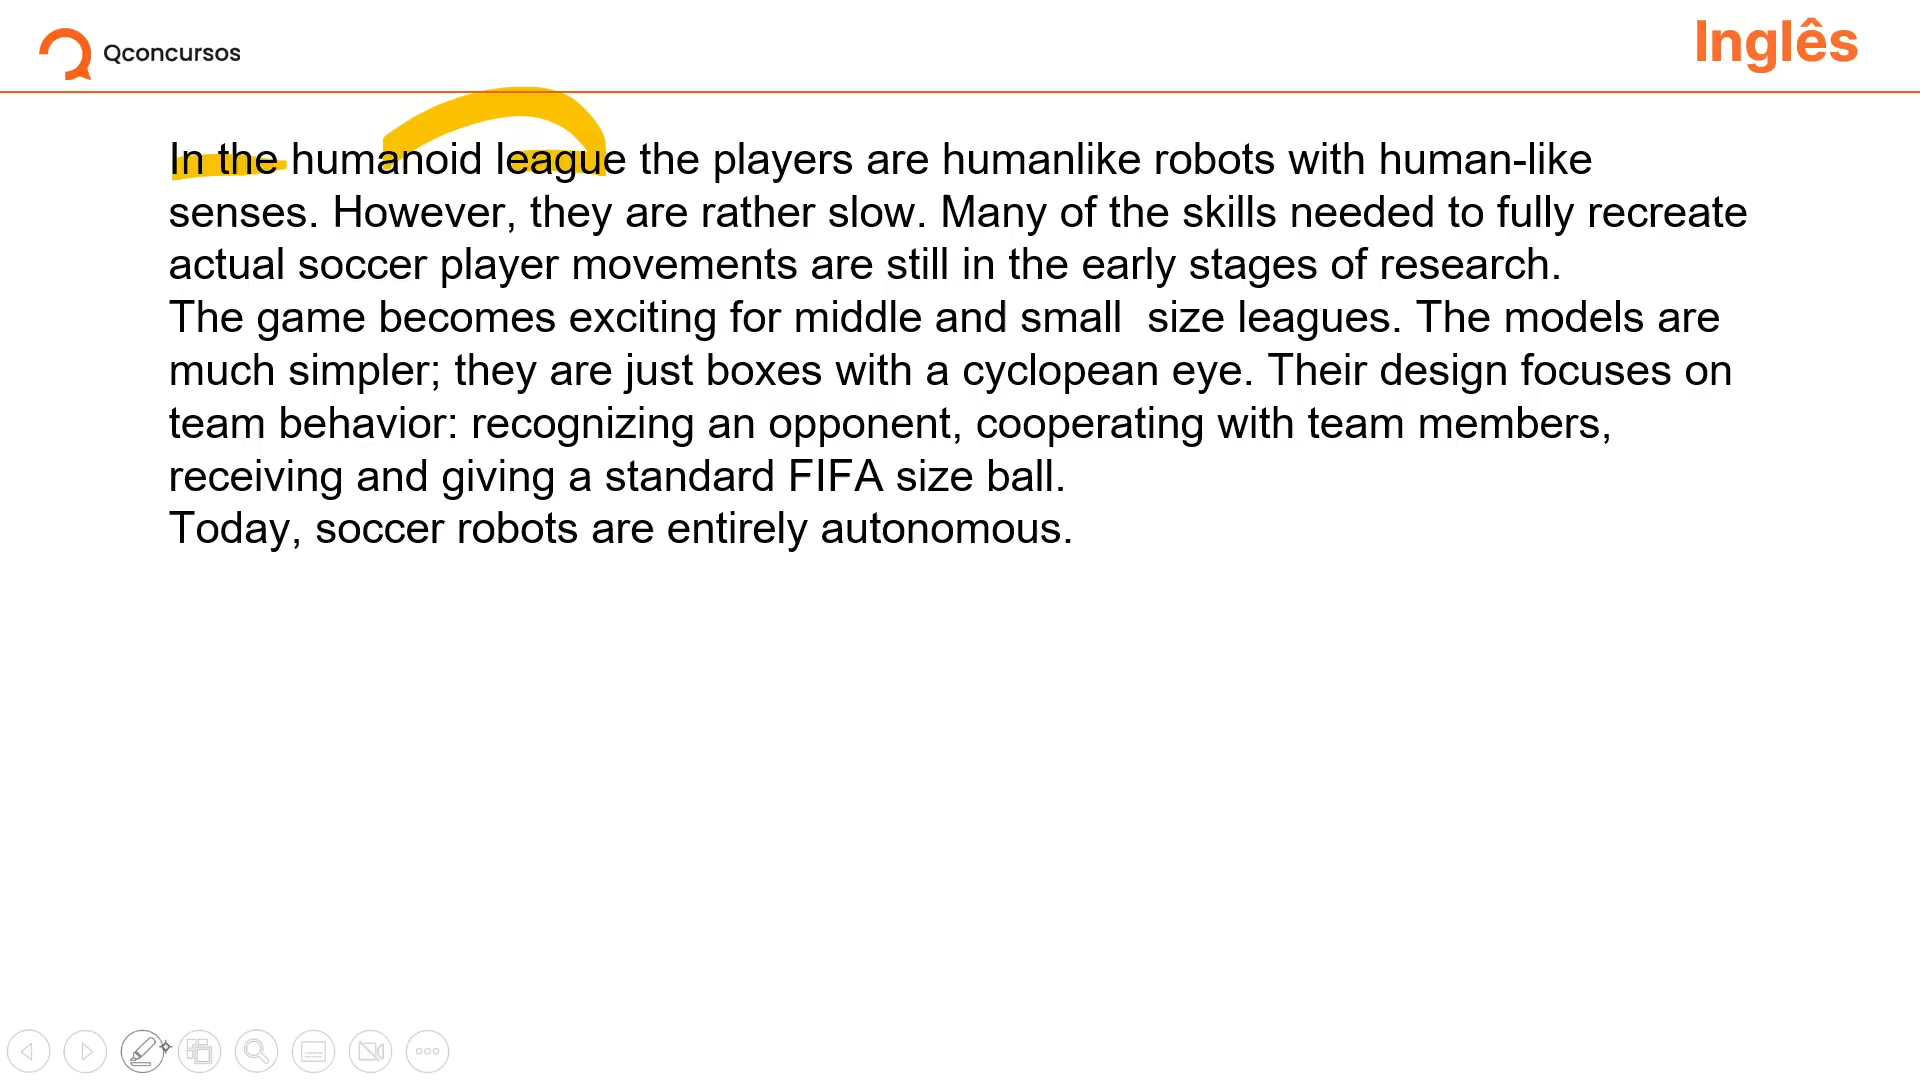 Qconcursos
Inglês
In the humanoid league the players are humanlike robots with human-like
senses. However, they are rather slow. Many of the skills needed to fully recreate
actual soccer player movements are still in the early stages of research.
The game becomes exciting for middle and small  size leagues. The models are
much simpler; they are just boxes with a cyclopean eye. Their design focuses on
team behavior: recognizing an opponent, cooperating with team members,
receiving and giving a standard FIFA size ball.
Today, soccer robots are entirely autonomous.